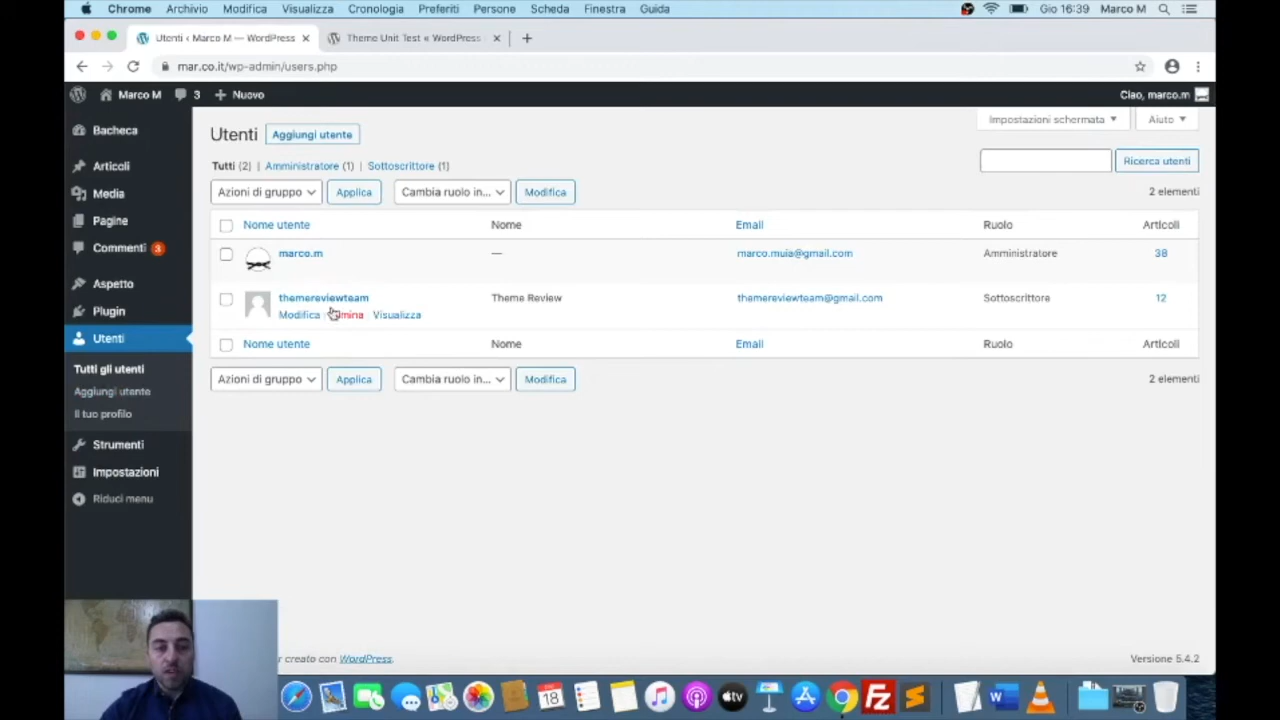 Chrome Archivio Modifica Visualizza Cronologia Preferiti Persone Scheda Finestra Guida Gio 16:39 Marco M
Utenti ‹ Marco M — WordPress Theme Unit Test « WordPress
mar.co.it/wp-admin/users.php
Marco M 3 Nuovo Ciao, marco.m
Bacheca
Articoli
Media
Pagine
Commenti 3
Aspetto
Plugin
Utenti
Tutti gli utenti
Aggiungi utente
Il tuo profilo
Strumenti
Impostazioni
Riduci menu
Impostazioni schermata Aiuto
Utenti Aggiungi utente
Tutti (2) | Amministratore (1) | Sottoscrittore (1)
Ricerca utenti
Azioni di gruppo Applica Cambia ruolo in... Modifica 2 elementi
Nome utente Nome Email Ruolo Articoli
marco.m — marco.muia@gmail.com Amministratore 38
themereviewteam Theme Review themereviewteam@gmail.com Sottoscrittore 12
Modifica Visualizza
Nome utente Nome Email Ruolo Articoli
Azioni di gruppo Applica Cambia ruolo in... Modifica 2 elementi
creato con WordPress. Versione 5.4.2
18 tv W